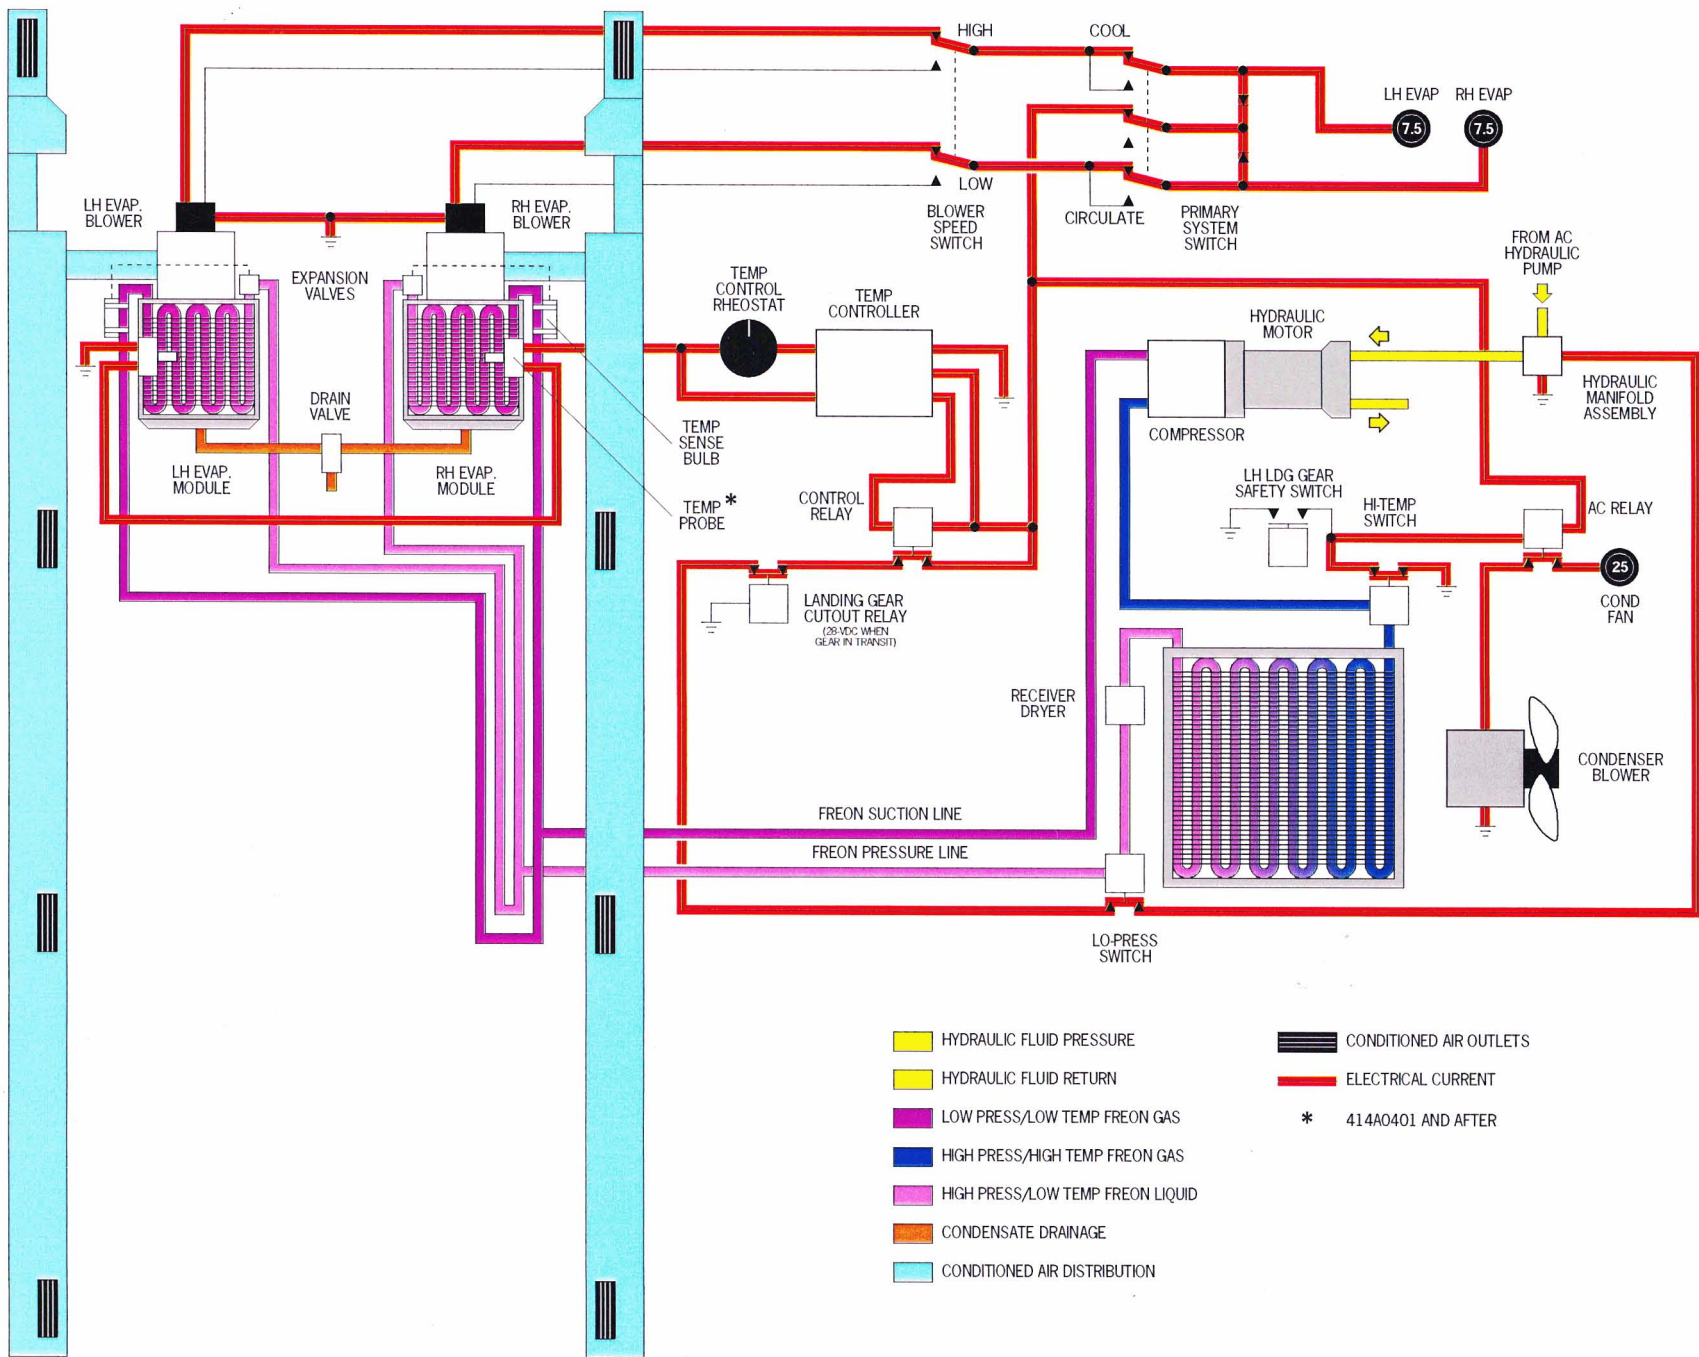 HIGH
COOL
LH EVAP
RH EVAP
7.5
7.5
LOW
BLOWER
SPEED
SWITCH
CIRCULATE
PRIMARY
SYSTEM
SWITCH
LH EVAP.
BLOWER
RH EVAP.
BLOWER
EXPANSION
VALVES
TEMP
CONTROL
RHEOSTAT
TEMP
CONTROLLER
FROM AC
HYDRAULIC
PUMP
HYDRAULIC
MOTOR
HYDRAULIC
MANIFOLD
ASSEMBLY
COMPRESSOR
DRAIN
VALVE
LH EVAP.
MODULE
RH EVAP.
MODULE
TEMP
SENSE
BULB
TEMP *
PROBE
CONTROL
RELAY
LH LDG GEAR
SAFETY SWITCH
HI-TEMP
SWITCH
AC RELAY
25
COND
FAN
LANDING GEAR
CUTOUT RELAY
(28-VDC WHEN
GEAR IN TRANSIT)
RECEIVER
DRYER
CONDENSER
BLOWER
FREON SUCTION LINE
FREON PRESSURE LINE
LO-PRESS
SWITCH
HYDRAULIC FLUID PRESSURE
HYDRAULIC FLUID RETURN
LOW PRESS/LOW TEMP FREON GAS
HIGH PRESS/HIGH TEMP FREON GAS
HIGH PRESS/LOW TEMP FREON LIQUID
CONDENSATE DRAINAGE
CONDITIONED AIR DISTRIBUTION
CONDITIONED AIR OUTLETS
ELECTRICAL CURRENT
* 414A0401 AND AFTER